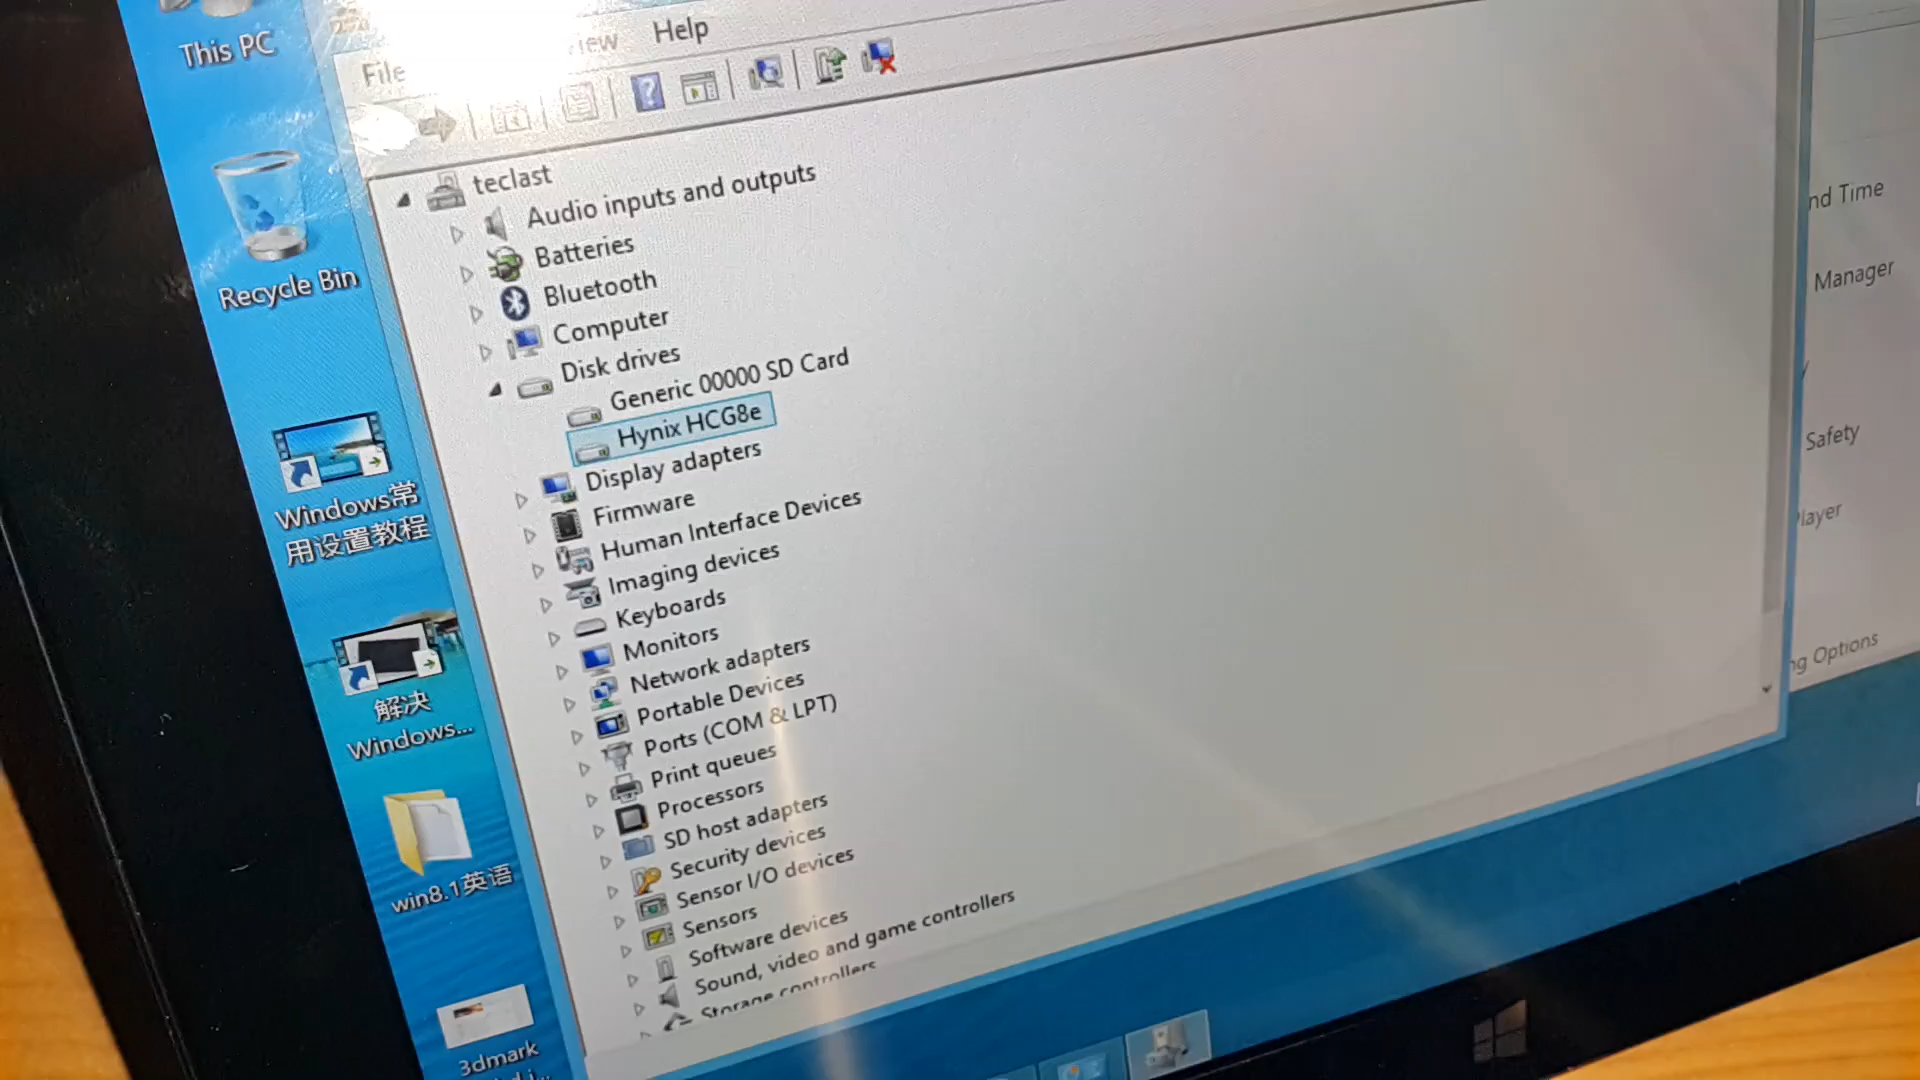 This PC
Recycle Bin
Windows常
用设置教程
解决
Windows...
win8.1英语
3dmark
File
Help
teclast
Audio inputs and outputs
Batteries
Bluetooth
Computer
Disk drives
Generic 00000 SD Card
Hynix HCG8e
Display adapters
Firmware
Human Interface Devices
Imaging devices
Keyboards
Monitors
Network adapters
Portable Devices
Ports (COM & LPT)
Print queues
Processors
SD host adapters
Security devices
Sensor I/O devices
Sensors
Software devices
Sound, video and game controllers
Storage controllers
nd Time
Manager
Safety
layer
ng Options